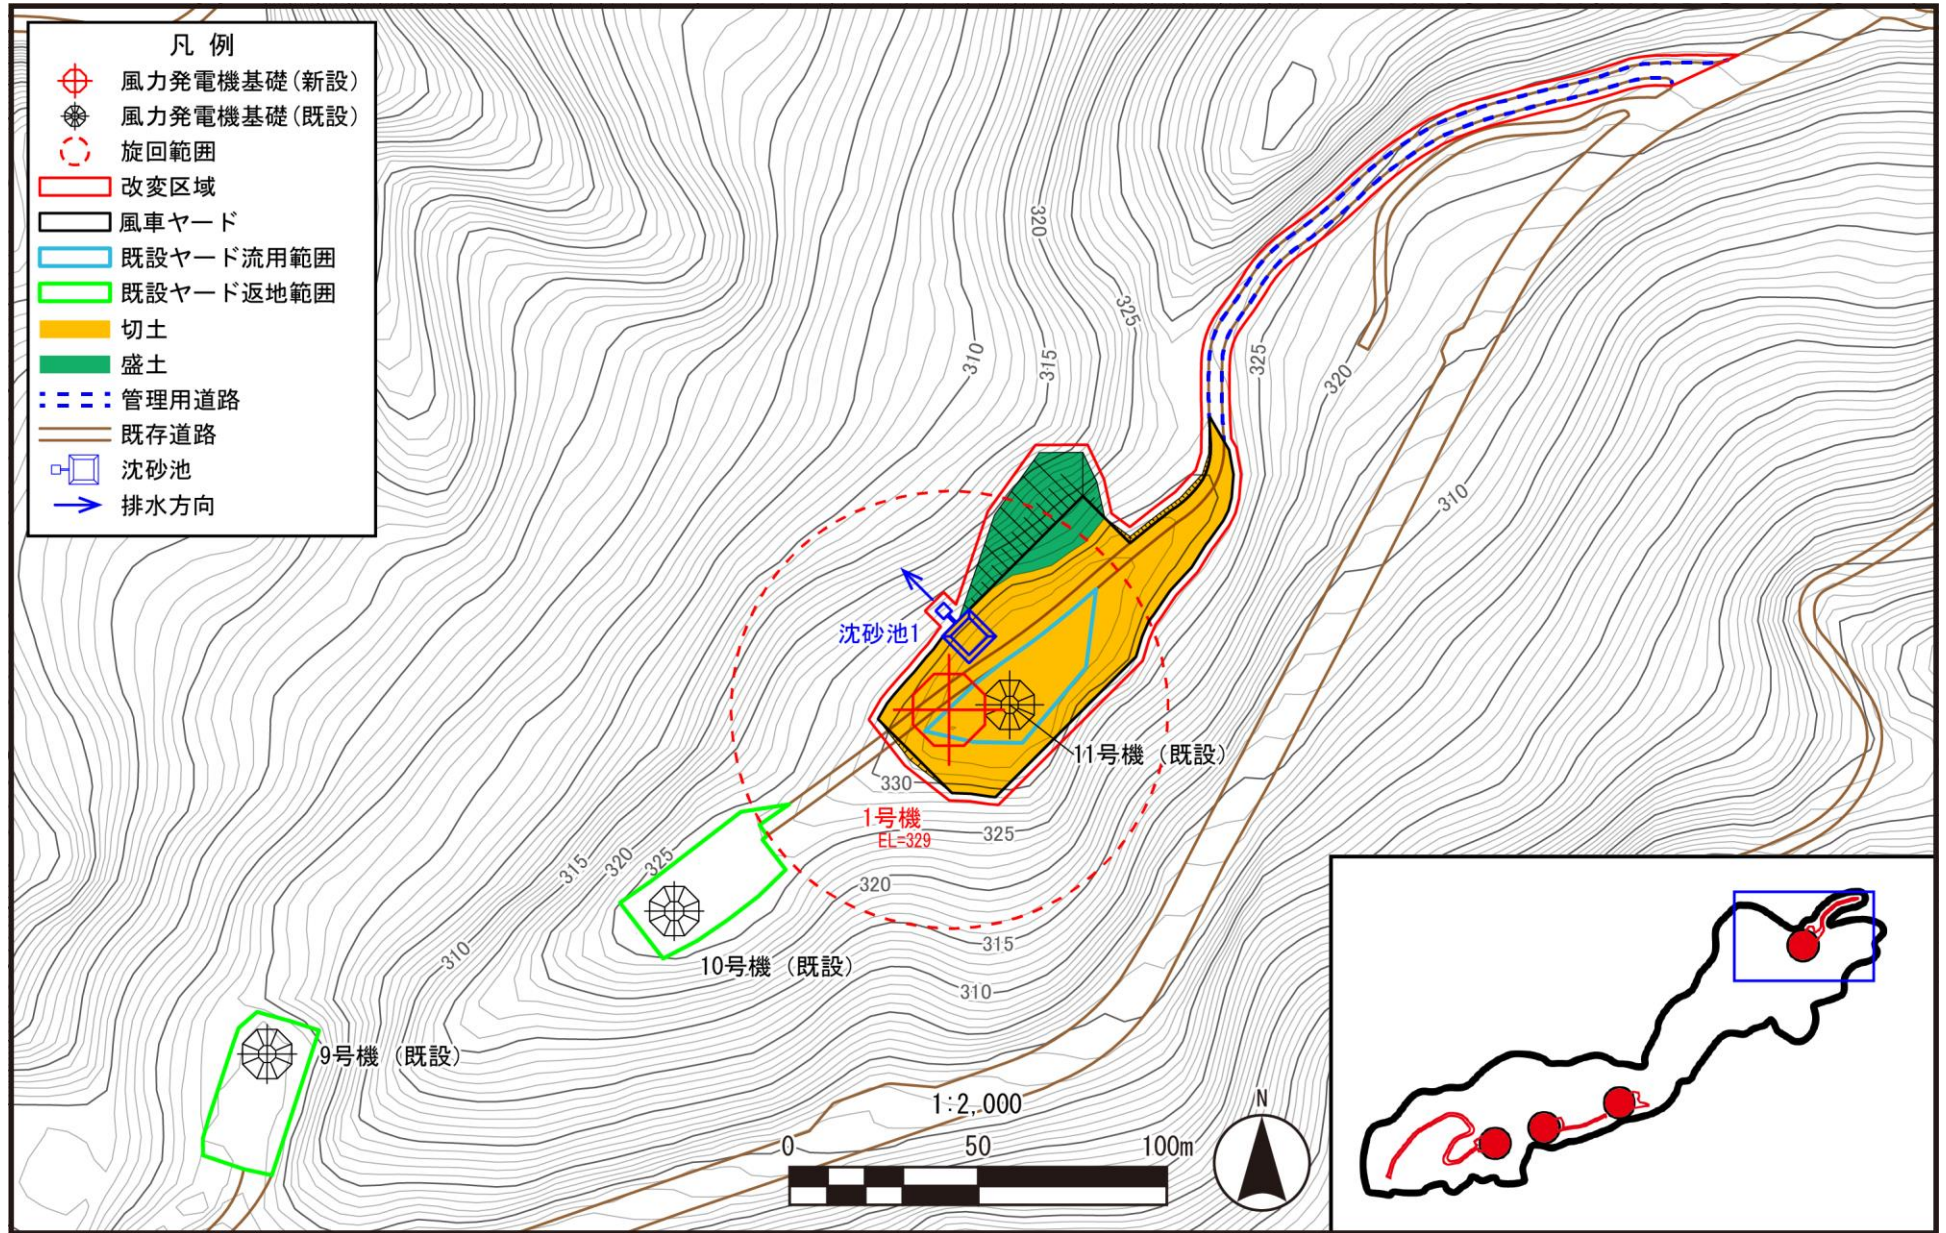 凡 例
風力発電機基礎(新設)
風力発電機基礎(既設)
旋回範囲
改変区域
風車ヤード
既設ヤード流用範囲
既設ヤード返地範囲
切土
盛土
管理用道路
既存道路
沈砂池
排水方向
320
325
310
315
325
320
310
沈砂池1
11号機 (既設)
330
1号機
EL=329
325
315
320
325
320
315
310
310
10号機 (既設)
9号機 (既設)
1:2,000
0 50 100m
N